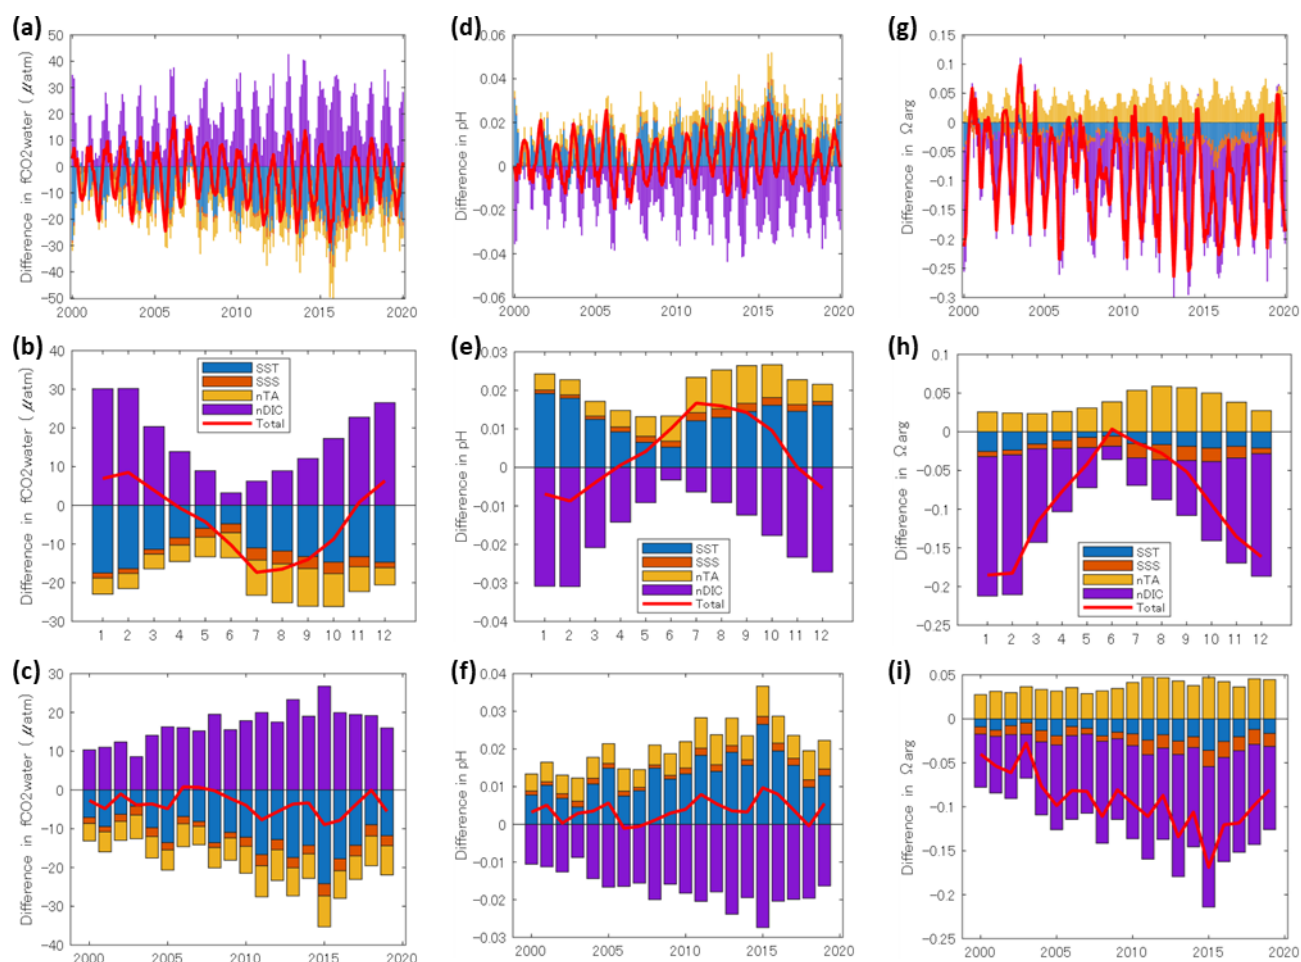 (a)
Difference in fCO2water (μatm)
50
40
30
20
10
0
−10
−20
−30
−40
50
2000 2005 2010 2015 2020
(d)
Difference in pH
0.06
0.04
0.02
0
−0.02
−0.04
−0.06
2000 2005 2010 2015 2020
(g)
Difference in Ωarg
0.15
0.1
0.05
0
−0.05
−0.1
−0.15
−0.2
−0.25
−0.3
2000 2005 2010 2015 2020
(b)
Difference in fCO2water (μatm)
40
30
20
10
0
−10
−20
−30
SST
SSS
nTA
nDIC
Total
1 2 3 4 5 6 7 8 9 10 11 12
(e)
Difference in pH
0.03
0.02
0.01
0
−0.01
−0.02
−0.03
−0.04
SST
SSS
nTA
nDIC
Total
1 2 3 4 5 6 7 8 9 10 11 12
(h)
Difference in Ωarg
0.1
0.05
0
−0.05
−0.1
−0.15
−0.2
−0.25
SST
SSS
nTA
nDIC
Total
1 2 3 4 5 6 7 8 9 10 11 12
(c)
Difference in fCO2water (μatm)
30
20
10
0
−10
−20
−30
−40
2000 2005 2010 2015 2020
(f)
Difference in pH
0.04
0.03
0.02
0.01
0
−0.01
−0.02
−0.03
2000 2005 2010 2015 2020
(i)
Difference in Ωarg
0.05
0
−0.05
−0.1
−0.15
−0.2
−0.25
2000 2005 2010 2015 2020